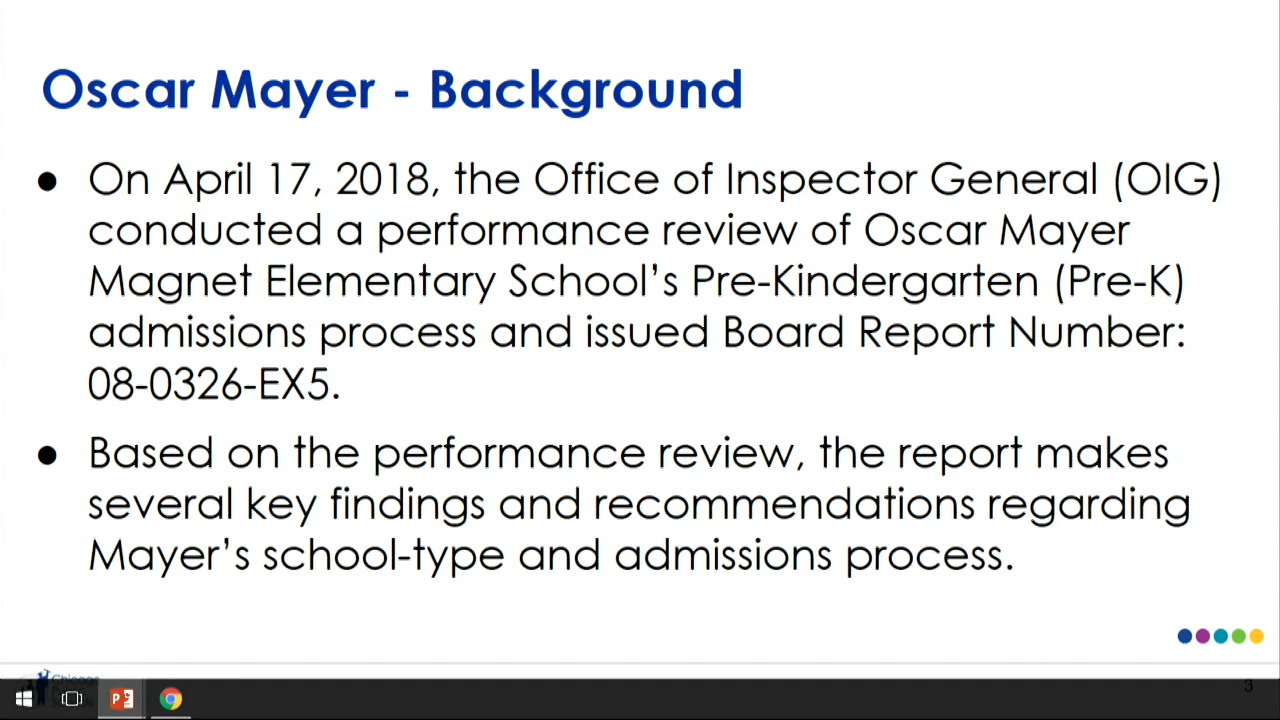 Oscar Mayer - Background
● On April 17, 2018, the Office of Inspector General (OIG)
conducted a performance review of Oscar Mayer
Magnet Elementary School’s Pre-Kindergarten (Pre-K)
admissions process and issued Board Report Number:
08-0326-EX5.
● Based on the performance review, the report makes
several key findings and recommendations regarding
Mayer’s school-type and admissions process.
Chicago
3